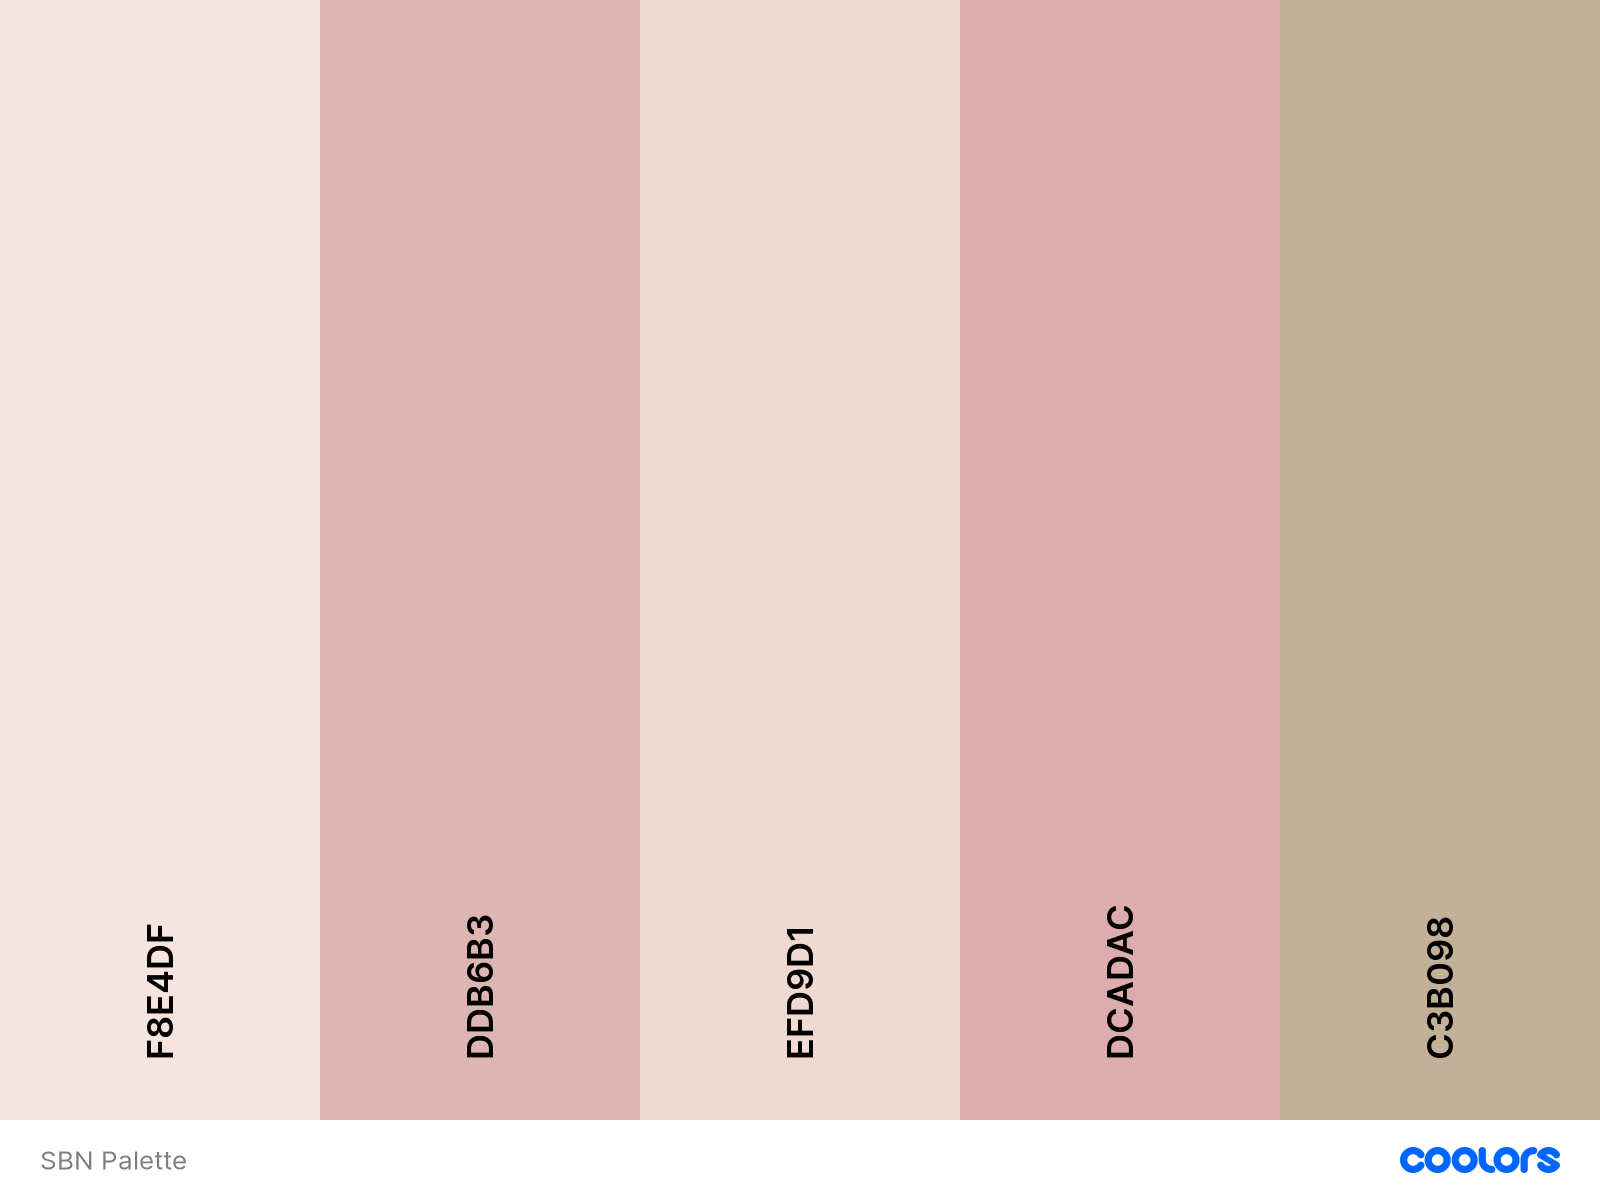 F8E4DF
DDB6B3
EFD9D1
DCADAC
C3B098
SBN Palette
coolors